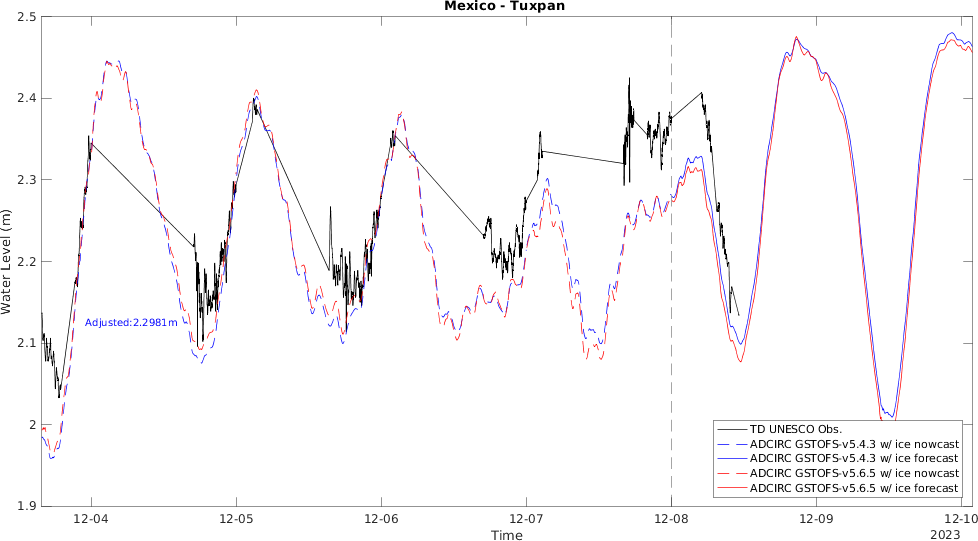 Mexico - Tuxpan
2.5
2.4
2.3
2.2
2.1
2
1.9
Water Level (m)
Adjusted:2.2981m
TD UNESCO Obs.
ADCIRC GSTOFS-v5.4.3 w/ ice nowcast
ADCIRC GSTOFS-v5.4.3 w/ ice forecast
ADCIRC GSTOFS-v5.6.5 w/ ice nowcast
ADCIRC GSTOFS-v5.6.5 w/ ice forecast
12-04 12-05 12-06 12-07 12-08 12-09 12-10
Time
2023